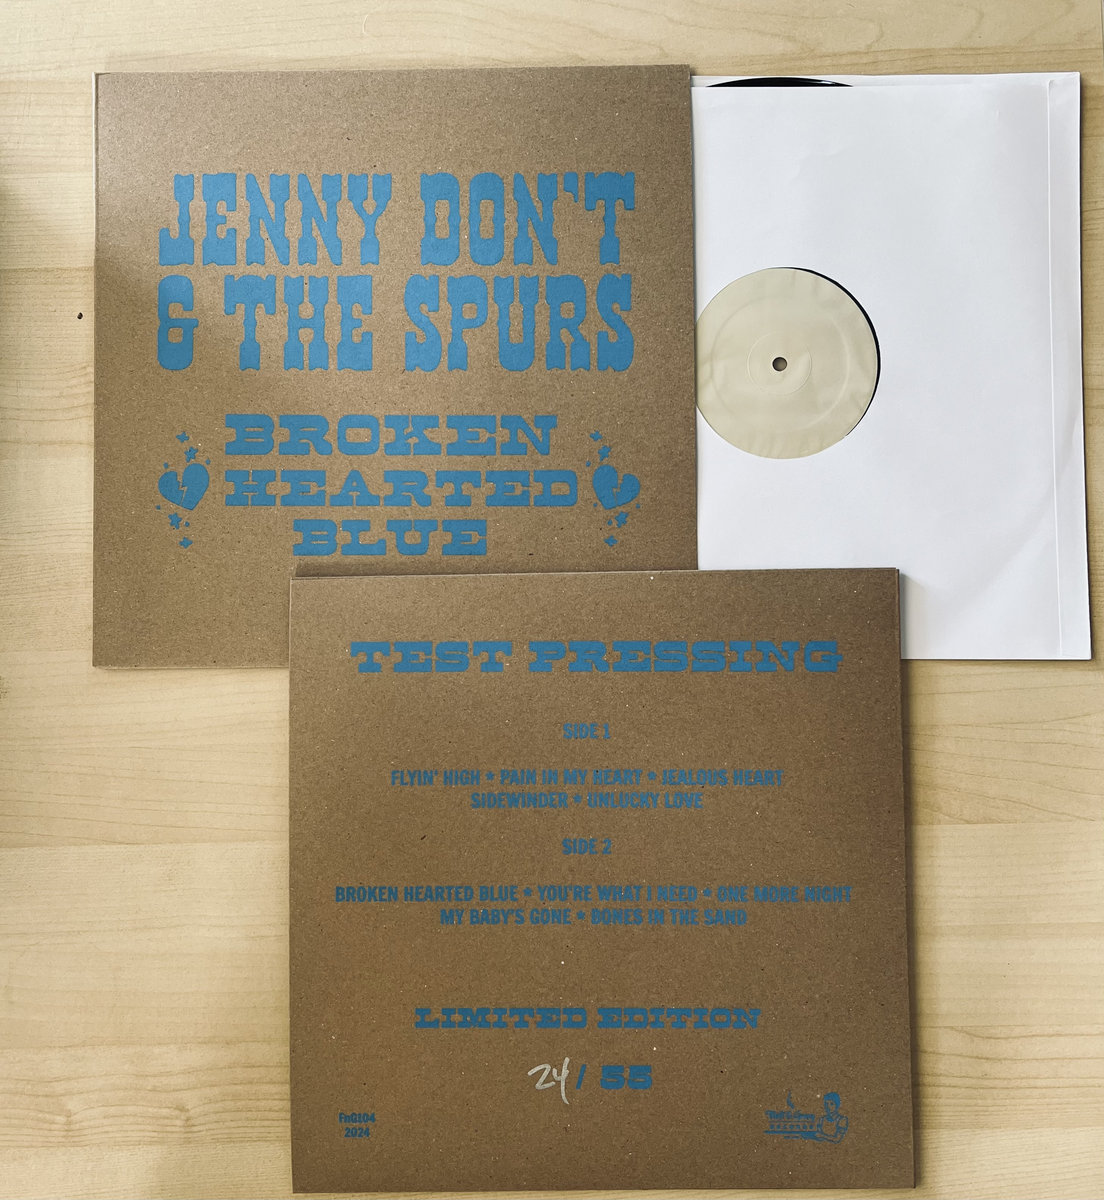 JENNY DON'T
& THE SPURS
BROKEN
HEARTED
BLUE
TEST PRESSING
SIDE 1
FLYIN' HIGH * PAIN IN MY HEART * JEALOUS HEART
SIDEWINDER * UNLUCKY LOVE
SIDE 2
BROKEN HEARTED BLUE * YOU'RE WHAT I NEED * ONE MORE NIGHT
MY BABY'S GONE * BONES IN THE SAND
LIMITED EDITION
24 / 55
FnG104
2024
RECORDS